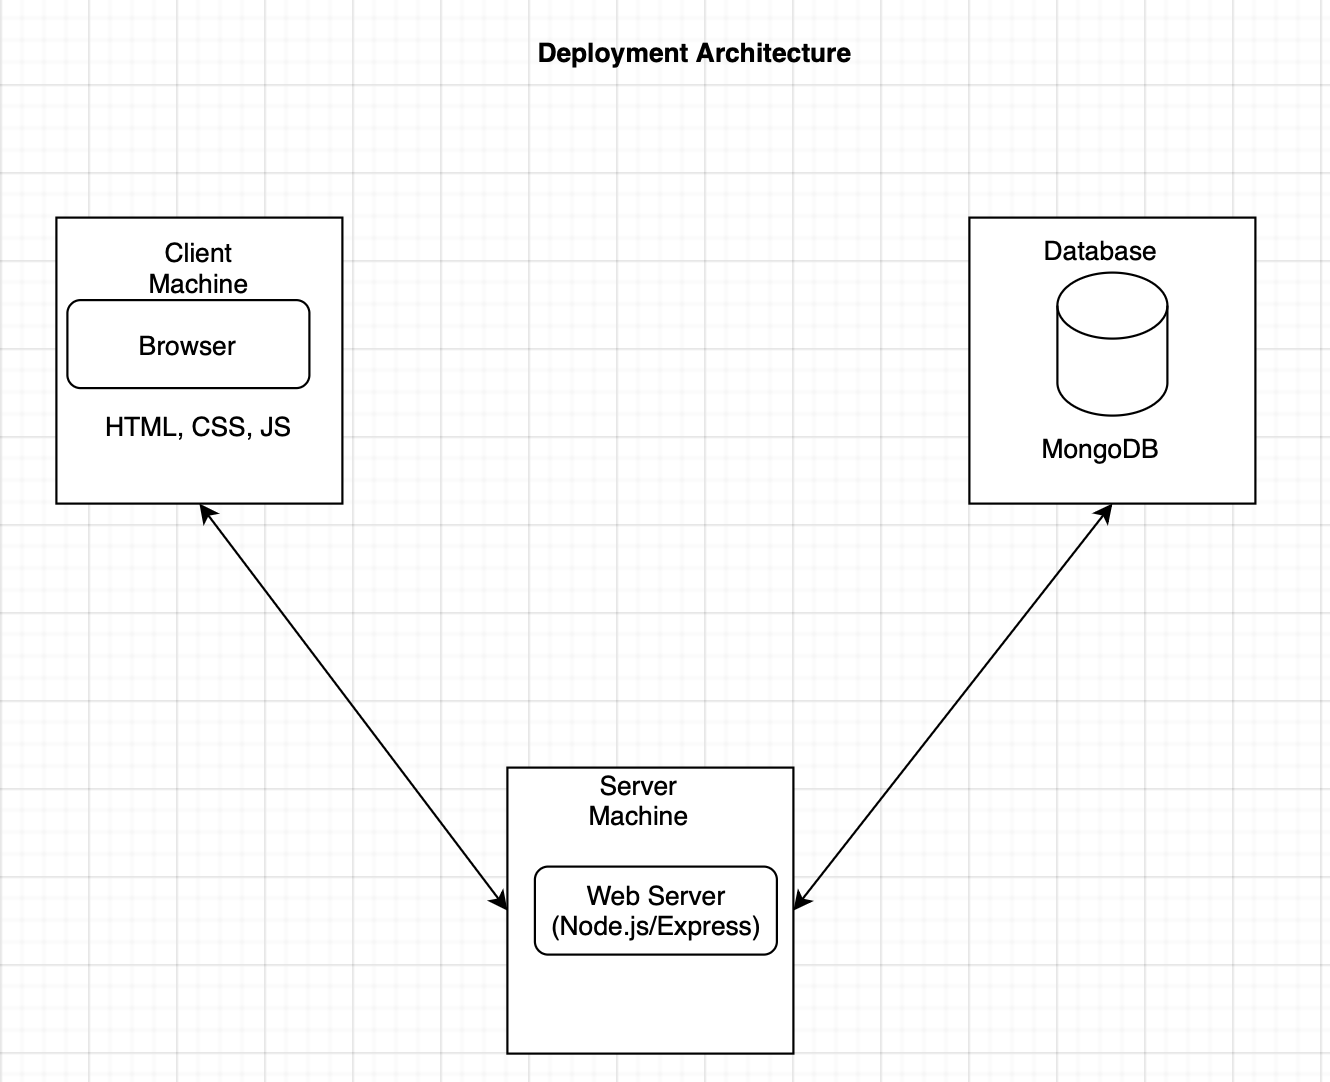 Deployment Architecture
Client
Machine
Browser
HTML, CSS, JS
Database
MongoDB
Server
Machine
Web Server
(Node.js/Express)